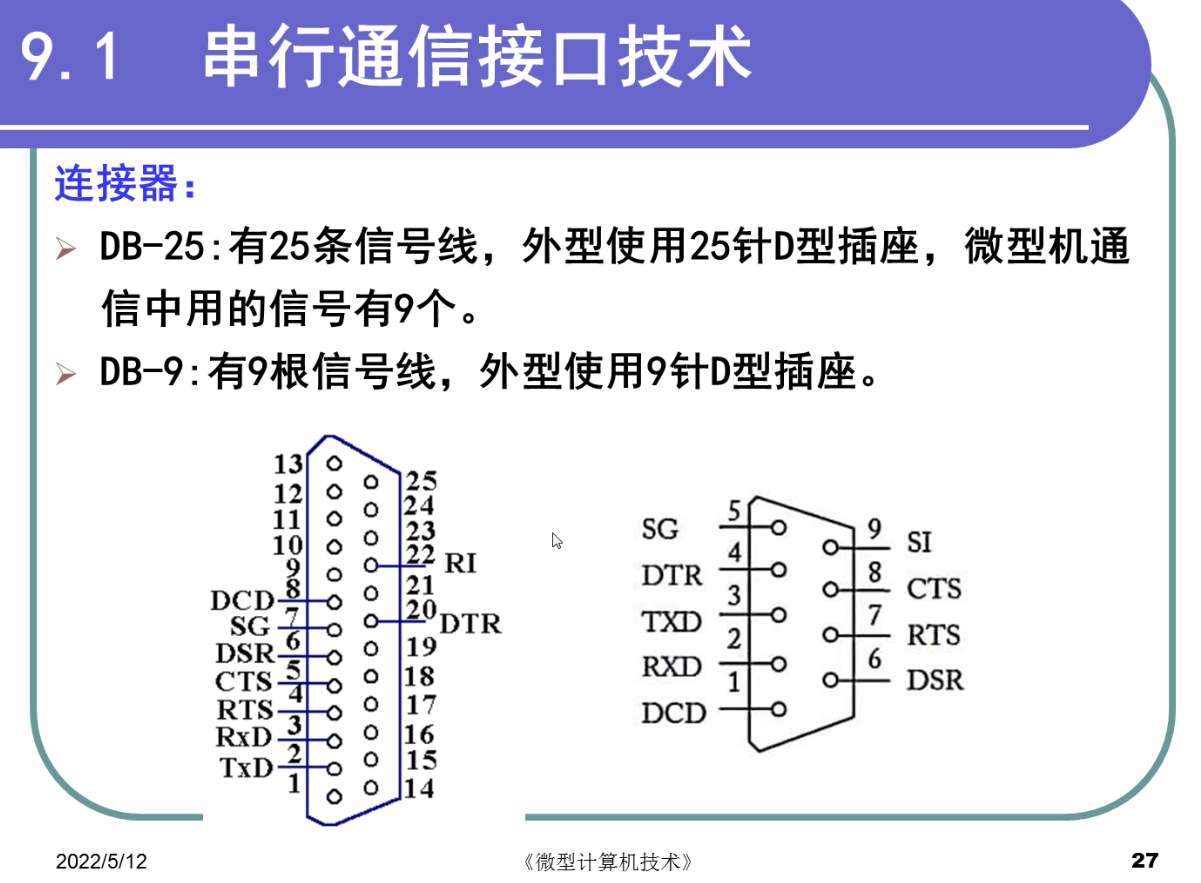 9.1 串行通信接口技术
连接器：
DB-25:有25条信号线，外型使用25针D型插座，微型机通
信中用的信号有9个。
DB-9:有9根信号线，外型使用9针D型插座。
13
12
11
10
9
DCD 8
SG 7
DSR 6
CTS 5
RTS 4
RxD 3
TxD 2
1
25
24
23
22 RI
21
20 DTR
19
18
17
16
15
14
SG 5
DTR 4
TXD 3
RXD 2
DCD 1
9 SI
8 CTS
7 RTS
6 DSR
2022/5/12
《微型计算机技术》
27